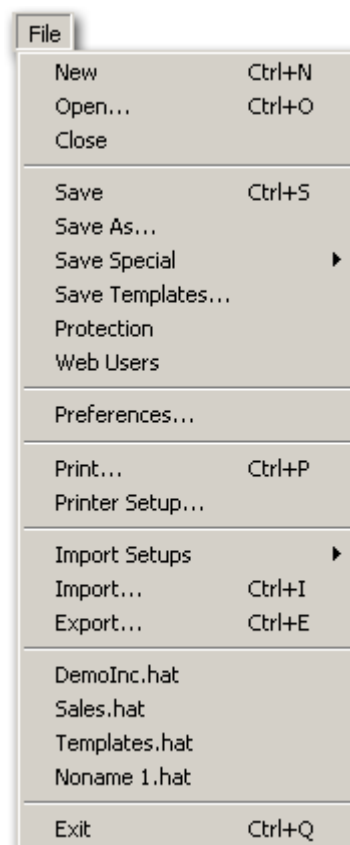 File
New Ctrl+N
Open... Ctrl+O
Close
Save Ctrl+S
Save As...
Save Special
Save Templates...
Protection
Web Users
Preferences...
Print... Ctrl+P
Printer Setup...
Import Setups
Import... Ctrl+I
Export... Ctrl+E
DemoInc.hat
Sales.hat
Templates.hat
Noname 1.hat
Exit Ctrl+Q